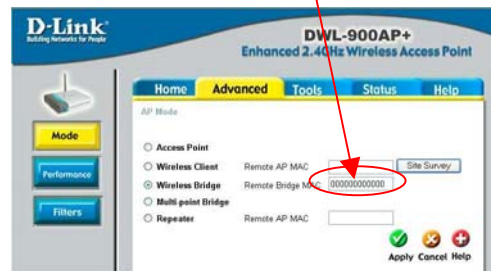 D-Link
Building Networks for People
DWL-900AP+
Enhanced 2.4GHz Wireless Access Point
Home Advanced Tools Status Help
AP Mode
Mode
Performance
Filters
Access Point
Wireless Client Remote AP MAC Site Survey
Wireless Bridge Remote Bridge MAC 000000000000
Multi-point Bridge
Repeater Remote AP MAC
Apply Cancel Help